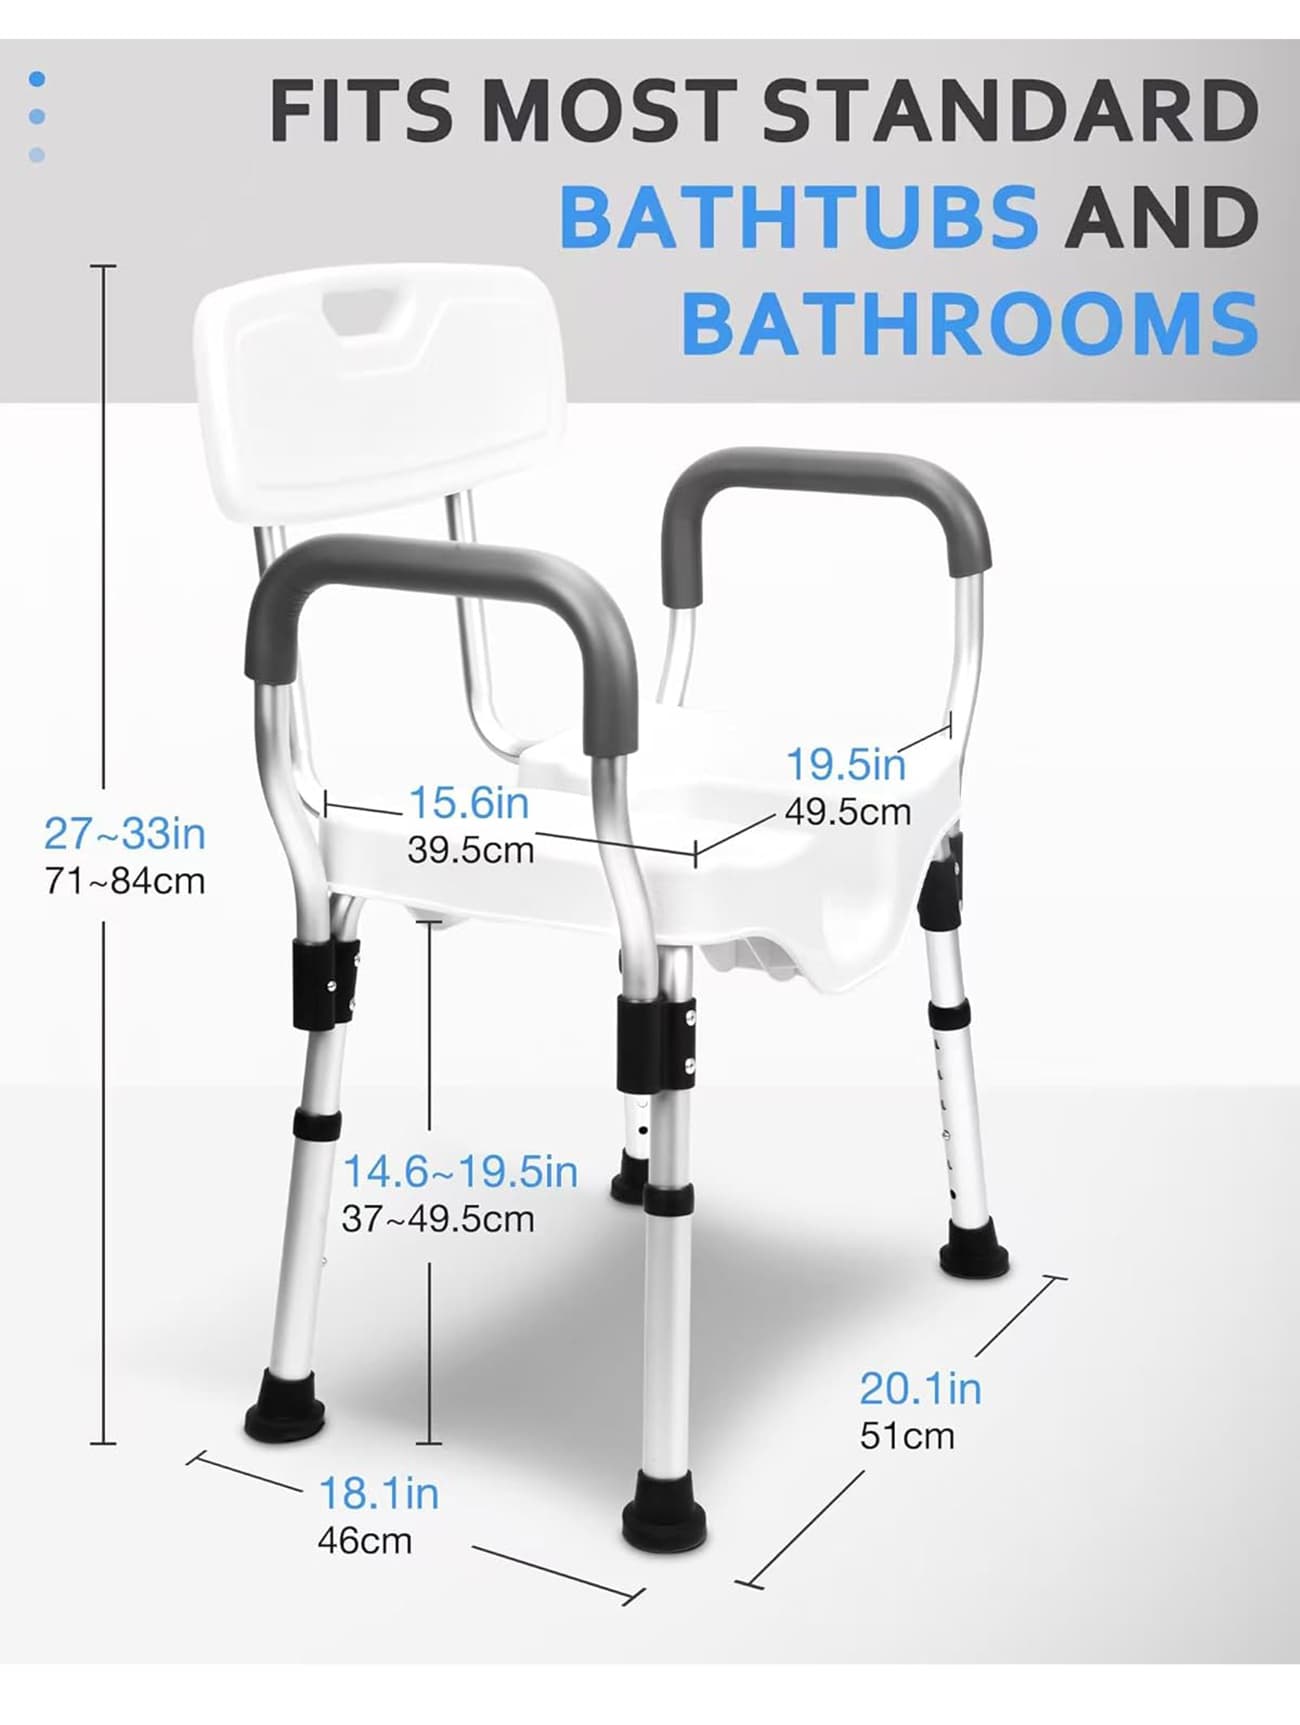 FITS MOST STANDARD
BATHTUBS AND
BATHROOMS
19.5in
49.5cm
15.6in
39.5cm
27~33in
71~84cm
14.6~19.5in
37~49.5cm
20.1in
51cm
18.1in
46cm